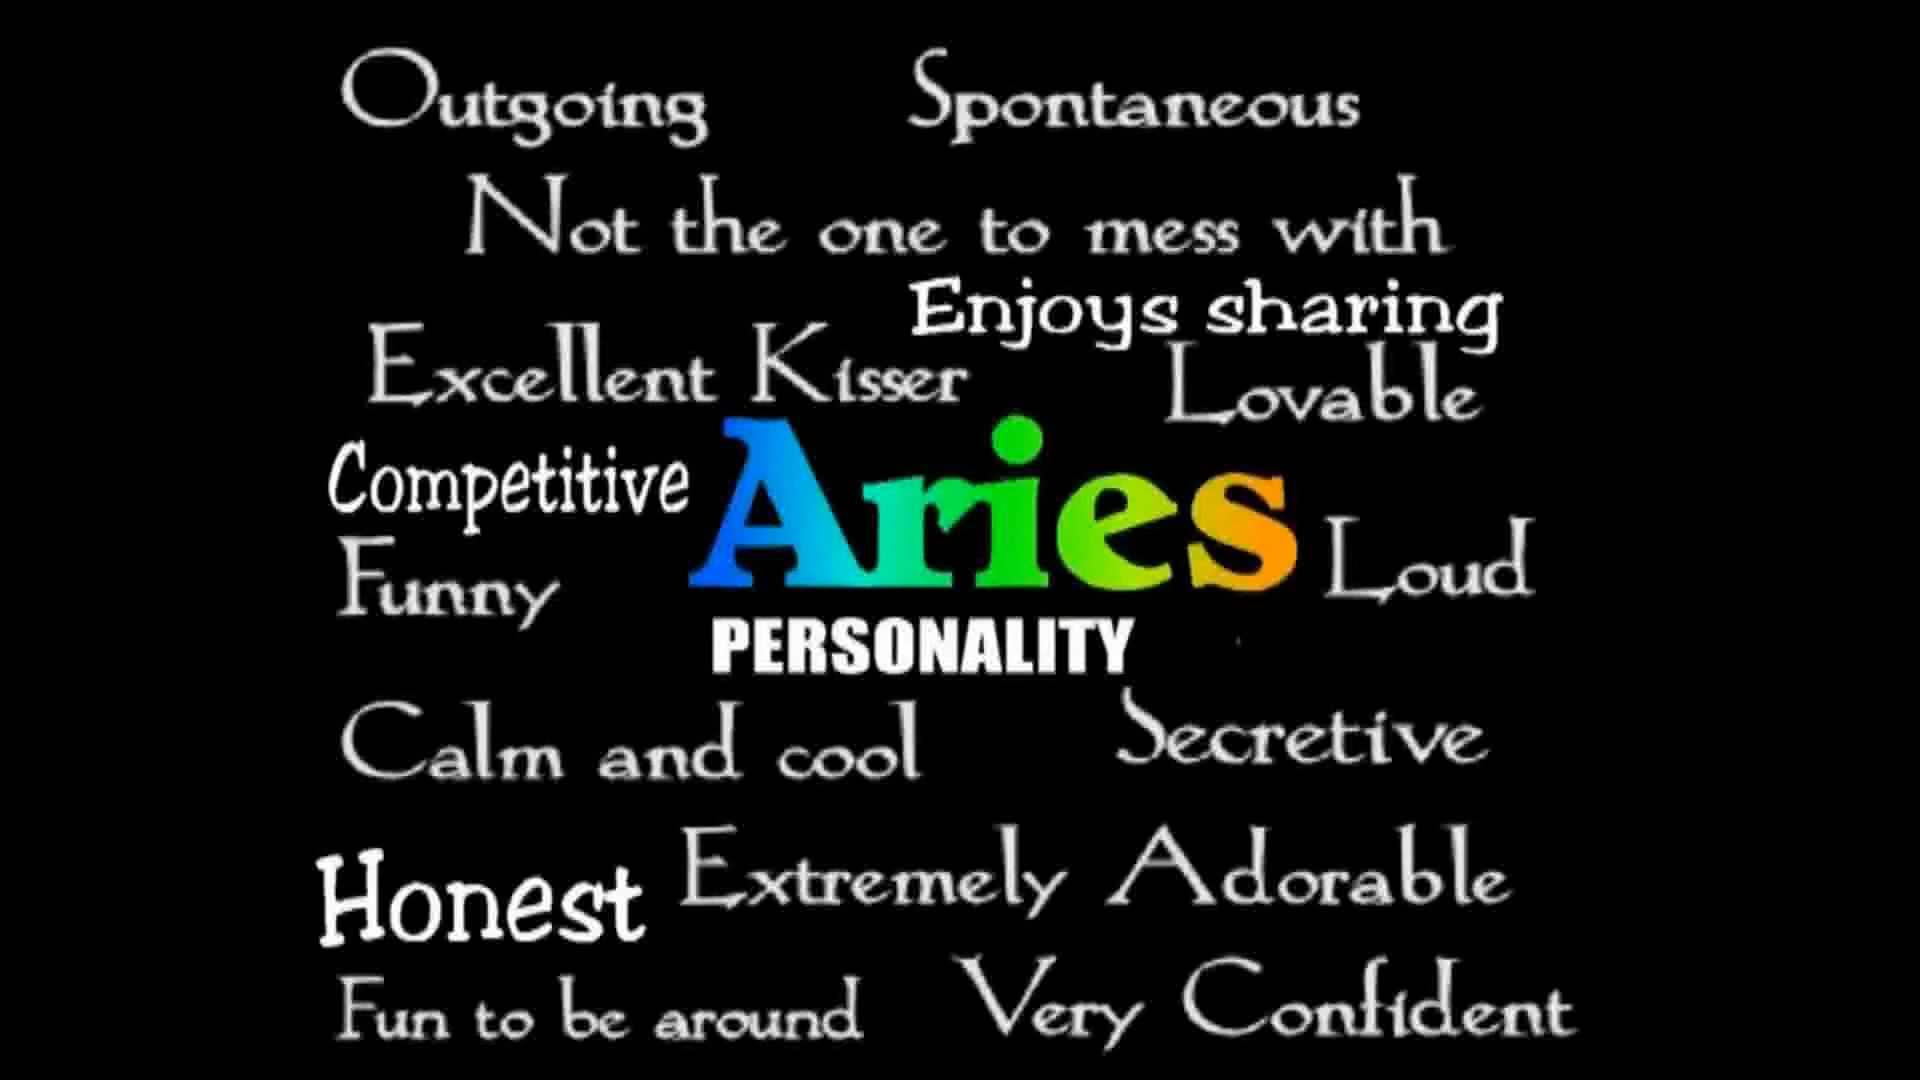 Outgoing Spontaneous
Not the one to mess with
Enjoys sharing
Excellent Kisser Lovable
Competitive Aries
Funny Loud
PERSONALITY
Calm and cool Secretive
Honest Extremely Adorable
Fun to be around Very Confident